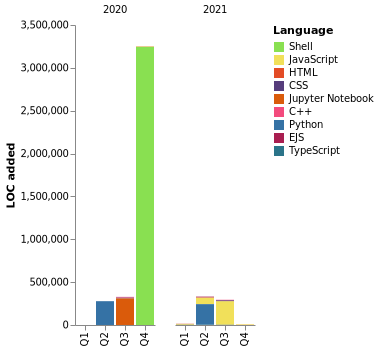 2020
2021
3,500,000
3,000,000
2,500,000
2,000,000
1,500,000
1,000,000
500,000
0
LOC added
Q1
Q2
Q3
Q4
Q1
Q2
Q3
Q4
Language
Shell
JavaScript
HTML
CSS
Jupyter Notebook
C++
Python
EJS
TypeScript